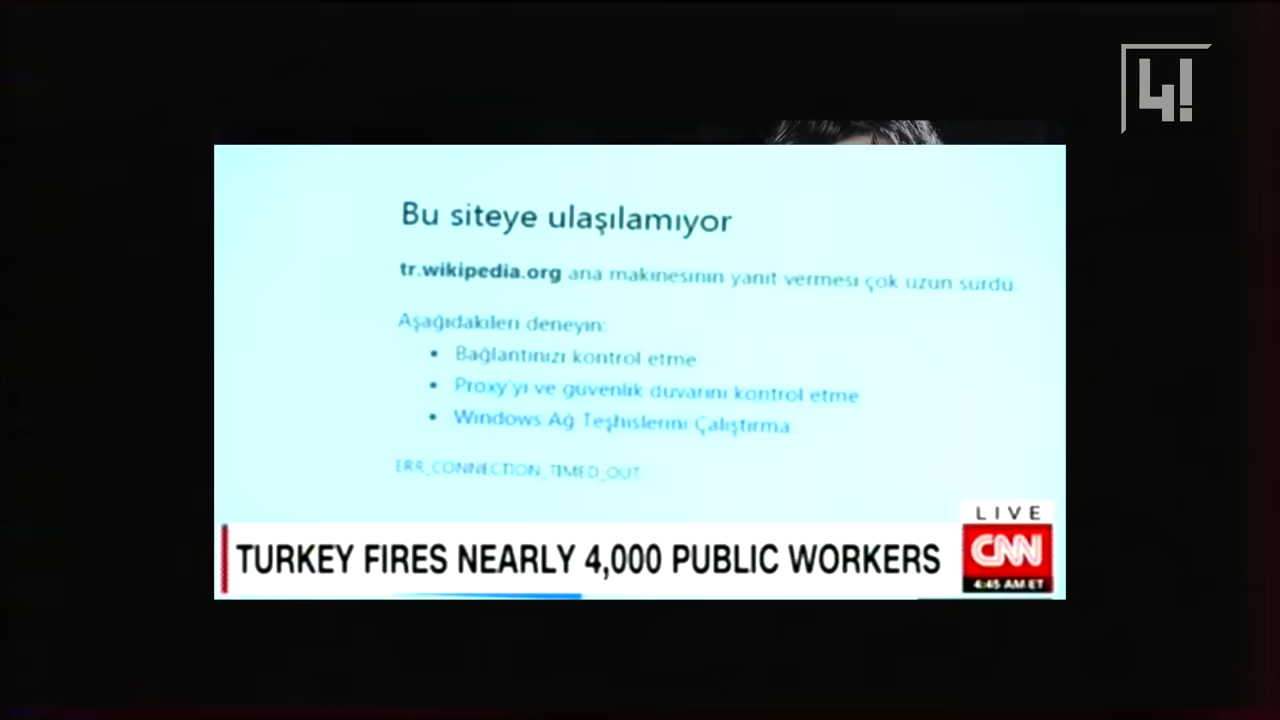 4!
Bu siteye ulaşılamıyor
tr.wikipedia.org ana makinesinin yanıt vermesi çok uzun sürdü.
Aşağıdakileri deneyin:
• Bağlantınızı kontrol etme
• Proxy'yi ve güvenlik duvarını kontrol etme
• Windows Ağ Teşhislerini Çalıştırma
ERR_CONNECTION_TIMED_OUT
LIVE
TURKEY FIRES NEARLY 4,000 PUBLIC WORKERS
CNN
4:45 AM ET